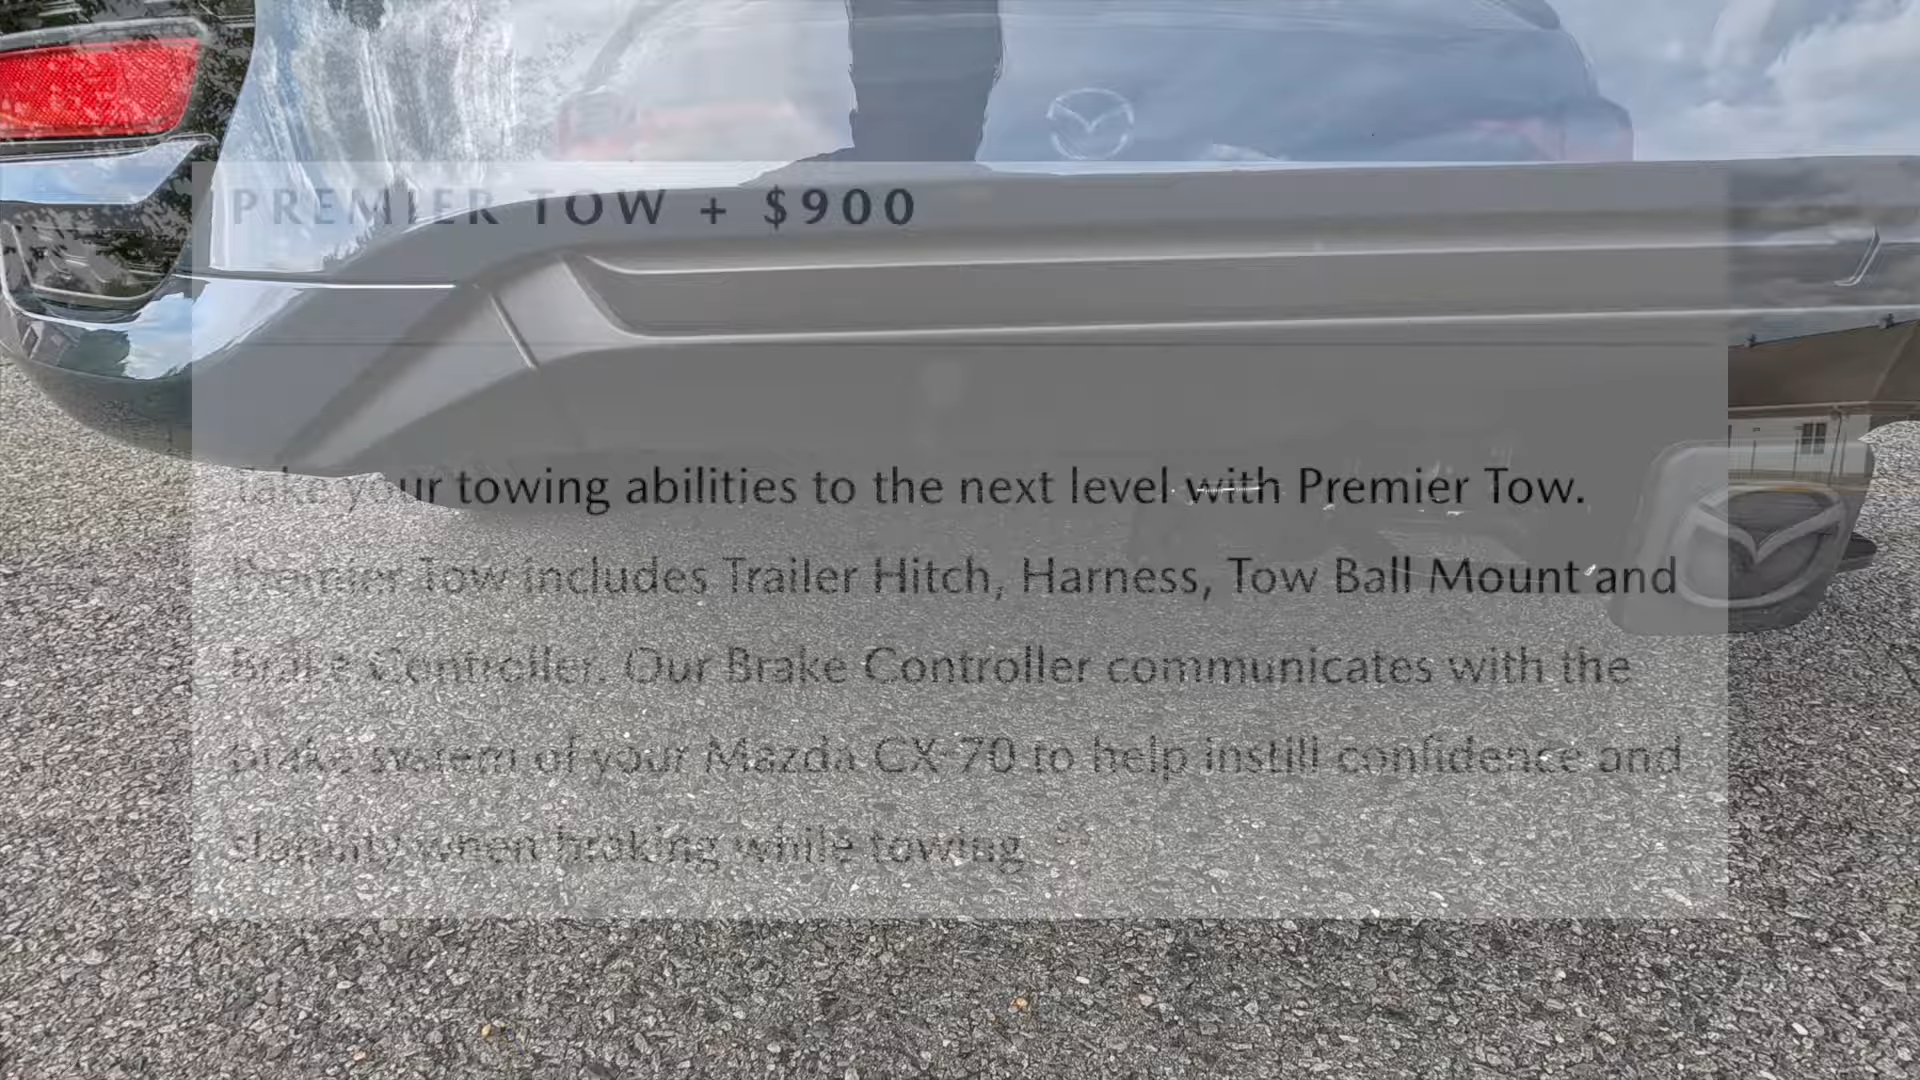 PREMIER TOW + $900
Take your towing abilities to the next level with Premier Tow.
Premier Tow includes Trailer Hitch, Harness, Tow Ball Mount and
Brake Controller. Our Brake Controller communicates with the
brake system of your Mazda CX-70 to help instill confidence and
stability when braking while towing.